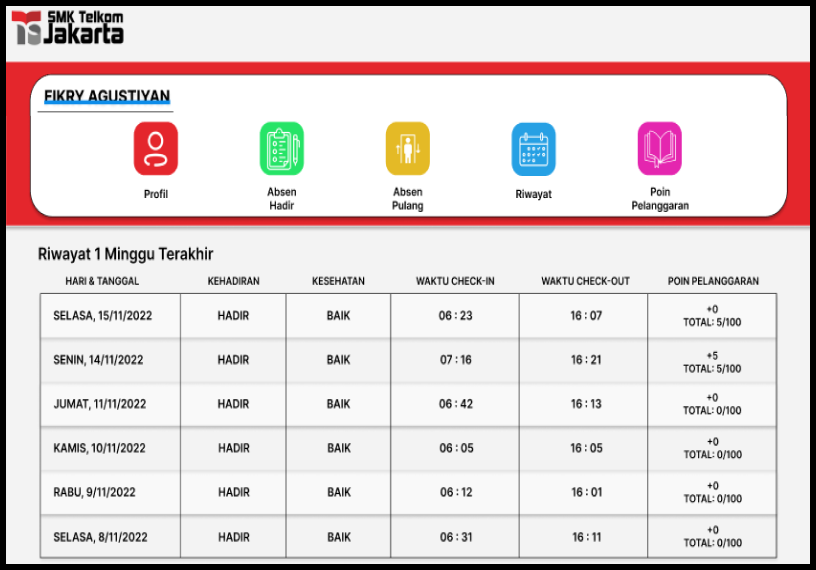 SMK Telkom
Jakarta
FIKRY AGUSTIYAN
Profil
Absen
Hadir
Absen
Pulang
Riwayat
Poin
Pelanggaran
Riwayat 1 Minggu Terakhir
HARI & TANGGAL KEHADIRAN KESEHATAN WAKTU CHECK-IN WAKTU CHECK-OUT POIN PELANGGARAN
SELASA, 15/11/2022 HADIR BAIK 06 : 23 16 : 07 +0
TOTAL: 5/100
SENIN, 14/11/2022 HADIR BAIK 07 : 16 16 : 21 +5
TOTAL: 5/100
JUMAT, 11/11/2022 HADIR BAIK 06 : 42 16 : 13 +0
TOTAL: 0/100
KAMIS, 10/11/2022 HADIR BAIK 06 : 05 16 : 05 +0
TOTAL: 0/100
RABU, 9/11/2022 HADIR BAIK 06 : 12 16 : 01 +0
TOTAL: 0/100
SELASA, 8/11/2022 HADIR BAIK 06 : 31 16 : 11 +0
TOTAL: 0/100